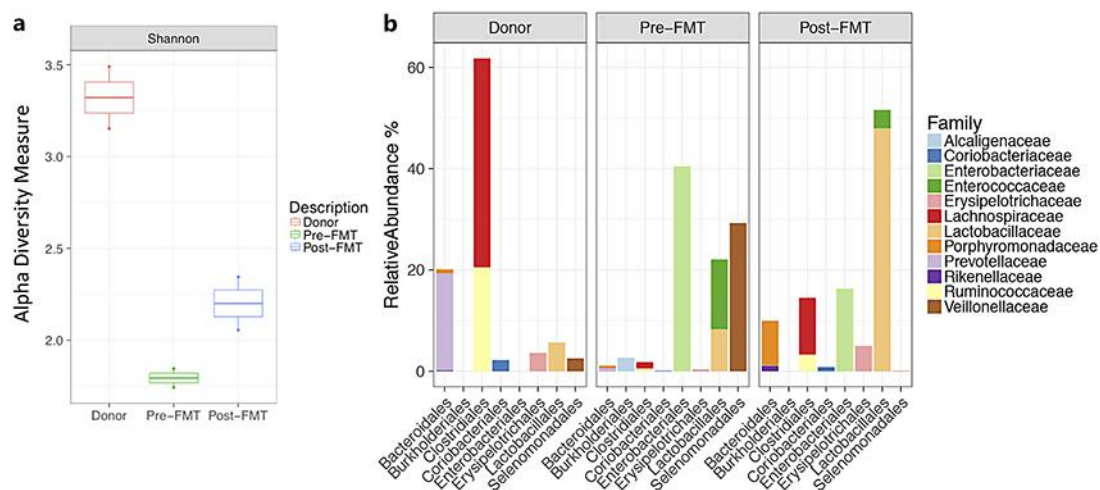 a
Shannon
Alpha Diversity Measure
3.5
3.0
2.5
2.0
Donor
Pre-FMT
Post-FMT
Description
Donor
Pre-FMT
Post-FMT
b
Donor
Pre-FMT
Post-FMT
RelativeAbundance %
60
40
20
0
Bacteroidales
Burkholderiales
Clostridiales
Coriobacteriales
Enterobacteriales
Erysipelotrichales
Lactobacillales
Selenomonadales
Bacteroidales
Burkholderiales
Clostridiales
Coriobacteriales
Enterobacteriales
Erysipelotrichales
Lactobacillales
Selenomonadales
Bacteroidales
Burkholderiales
Clostridiales
Coriobacteriales
Enterobacteriales
Erysipelotrichales
Lactobacillales
Selenomonadales
Family
Alcaligenaceae
Coriobacteriaceae
Enterobacteriaceae
Enterococcaceae
Erysipelotrichaceae
Lachnospiraceae
Lactobacillaceae
Porphyromonadaceae
Prevotellaceae
Rikenellaceae
Ruminococcaceae
Veillonellaceae